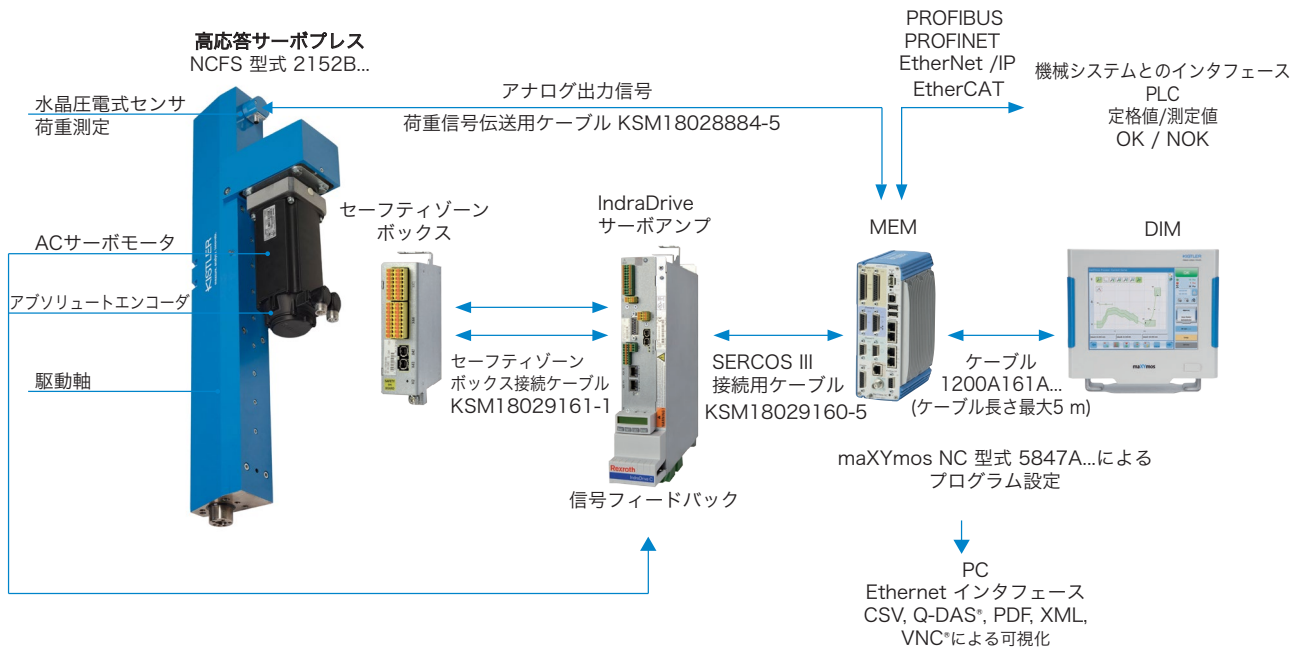 高応答サーボプレス
NCFS 型式 2152B...
水晶圧電式センサ
荷重測定
アナログ出力信号
荷重信号伝送用ケーブル KSM18028884-5
PROFIBUS
PROFINET
EtherNet /IP
EtherCAT
機械システムとのインタフェース
PLC
定格値/測定値
OK / NOK
セーフティゾーン
ボックス
IndraDrive
サーボアンプ
MEM
DIM
ACサーボモータ
KISTLER
アブソリュートエンコーダ
駆動軸
セーフティゾーン
ボックス接続ケーブル
KSM18029161-1
SERCOS III
接続用ケーブル
KSM18029160-5
ケーブル
1200A161A...
(ケーブル長さ最大5 m)
KISTLER
maXYmos
Rexroth
IndraDrive C
信号フィードバック
maXYmos NC 型式 5847A...による
プログラム設定
PC
Ethernet インタフェース
CSV, Q-DAS®, PDF, XML,
VNC®による可視化